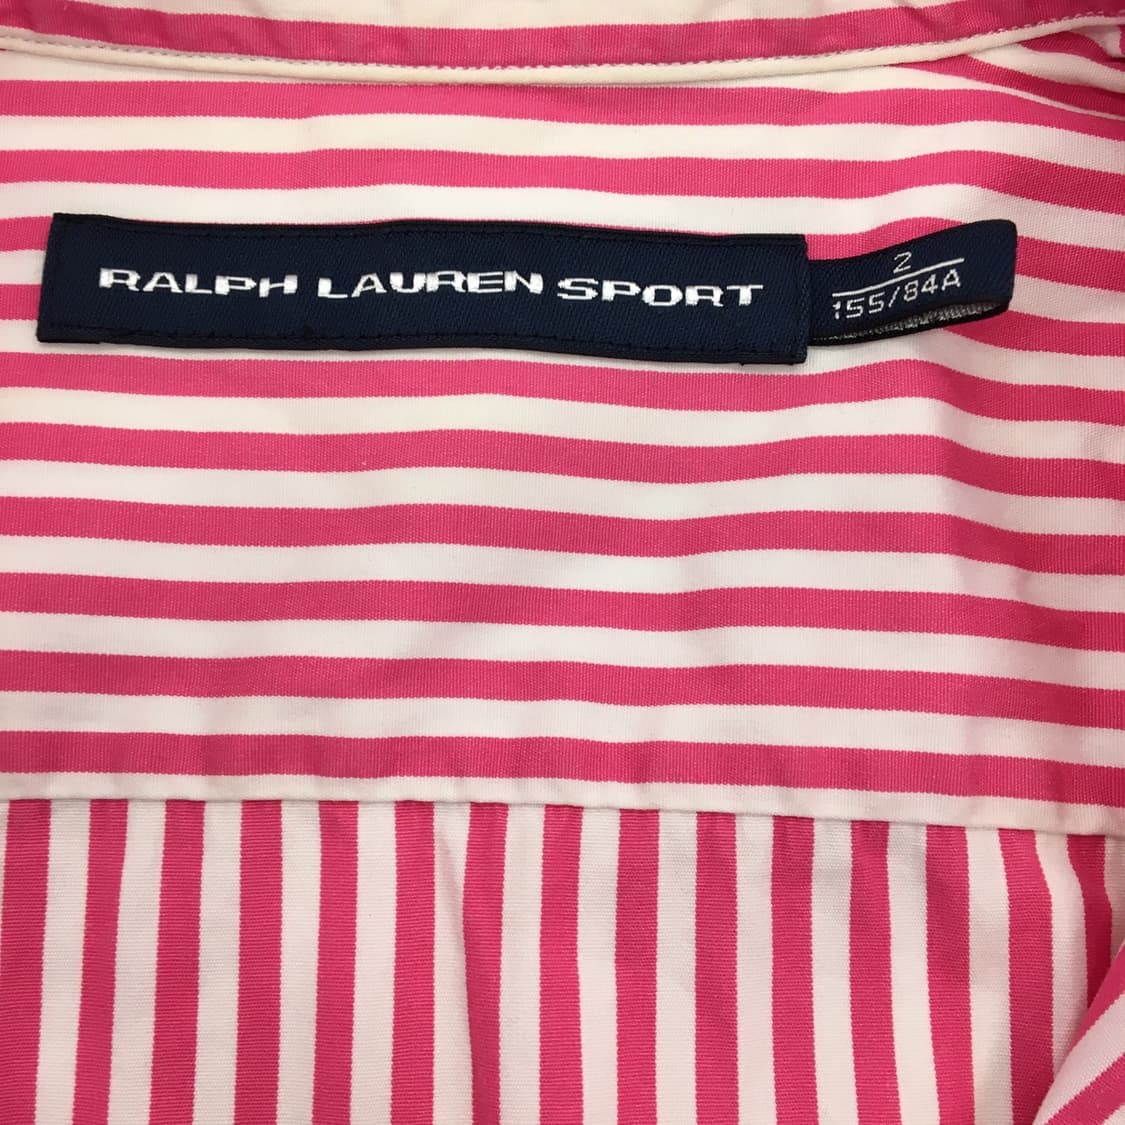 RALPH LAUREN SPORT
2
155/84A